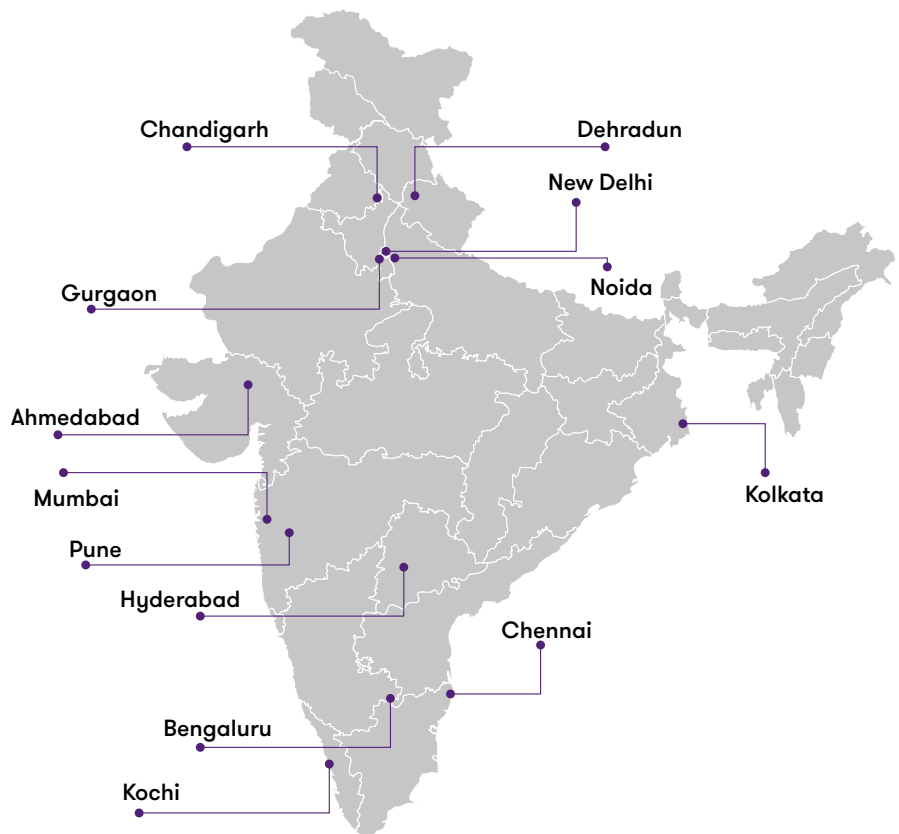 Chandigarh
Dehradun
New Delhi
Noida
Gurgaon
Ahmedabad
Mumbai
Kolkata
Pune
Hyderabad
Chennai
Bengaluru
Kochi